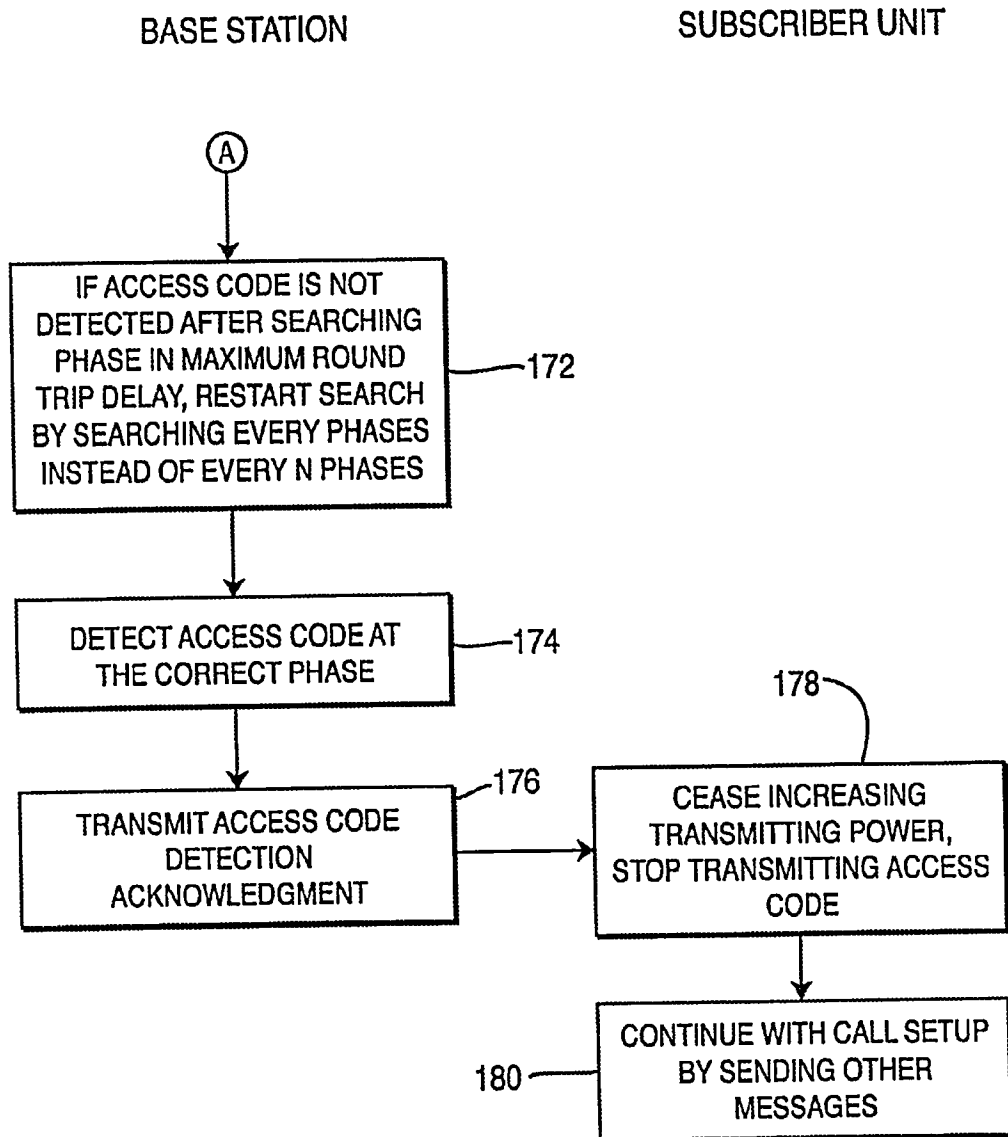 BASE STATION
SUBSCRIBER UNIT
A
IF ACCESS CODE IS NOT
DETECTED AFTER SEARCHING
PHASE IN MAXIMUM ROUND
TRIP DELAY, RESTART SEARCH
BY SEARCHING EVERY PHASES
INSTEAD OF EVERY N PHASES
172
DETECT ACCESS CODE AT
THE CORRECT PHASE
174
TRANSMIT ACCESS CODE
DETECTION
ACKNOWLEDGMENT
176
178
CEASE INCREASING
TRANSMITTING POWER,
STOP TRANSMITTING ACCESS
CODE
CONTINUE WITH CALL SETUP
BY SENDING OTHER
MESSAGES
180